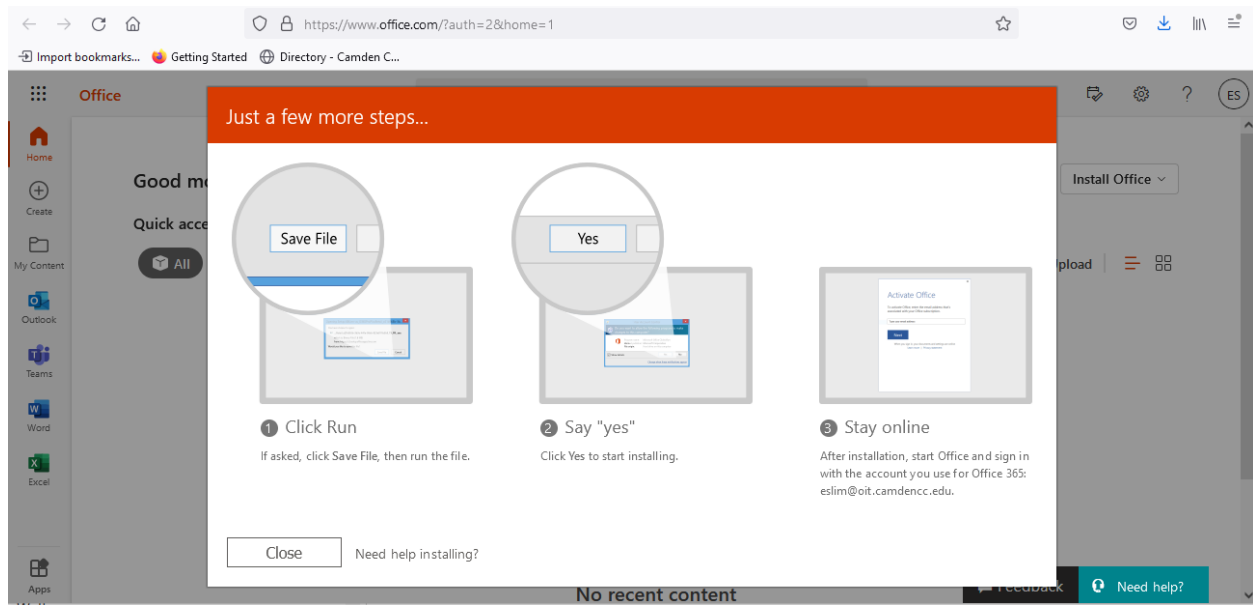 https://www.office.com/?auth=2&home=1
Import bookmarks... Getting Started Directory - Camden C...
Office
ES
Just a few more steps...
Home
Good mo
Install Office
Create
Quick acce
Save File
Yes
My Content
All
pload
Outlook
Activate Office
Teams
Word
1 Click Run
2 Say "yes"
3 Stay online
If asked, click Save File, then run the file.
Click Yes to start installing.
After installation, start Office and sign in
with the account you use for Office 365:
eslim@oit.camdencc.edu.
Excel
Close
Need help installing?
Apps
No recent content
Feedback
Need help?